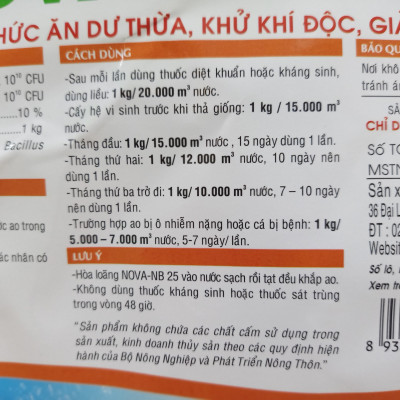 HỨC ĂN DƯ THỪA, KHỬ KHÍ ĐỘC, GIẢ
10¹⁰ CFU
10¹⁰ CFU
10 %
1 kg
Bacillus
ớc ao trong
ác nhân có
CÁCH DÙNG
-Sau mỗi lần dùng thuốc diệt khuẩn hoặc kháng sinh,
dùng liều: 1 kg/ 20.000 m³ nước.
-Cấy hệ vi sinh trước khi thả giống: 1 kg / 15.000 m³
nước.
-Tháng đầu: 1 kg/ 15.000 m³ nước , 15 ngày dùng 1 lần.
-Tháng thứ hai: 1 kg/ 12.000 m³ nước, 10 ngày nên
dùng 1 lần.
-Tháng thứ ba trở đi: 1 kg/ 10.000 m³ nước, 7 – 10 ngày
nên dùng 1 lần.
-Trường hợp ao bị ô nhiễm nặng hoặc cá bị bệnh: 1 kg/
5.000 – 7.000 m³ nước, 5-7 ngày/ lần.
LƯU Ý
-Hòa loãng NOVA-NB 25 vào nước sạch rồi tạt đều khắp ao.
-Không dùng thuốc kháng sinh hoặc thuốc sát trùng
trong vòng 48 giờ.
"Sản phẩm không chứa các chất cấm sử dụng trong
sản xuất, kinh doanh thủy sản theo các quy định hiện
hành của Bộ Nông Nghiệp và Phát Triển Nông Thôn."
BẢO QU
Nơi khô
tránh án
SẢ
CHỈ D
Số TC
MSTN
Sản x
36 Đại L
ĐT : 02
Website
Số lô,
Xem tr
8 93